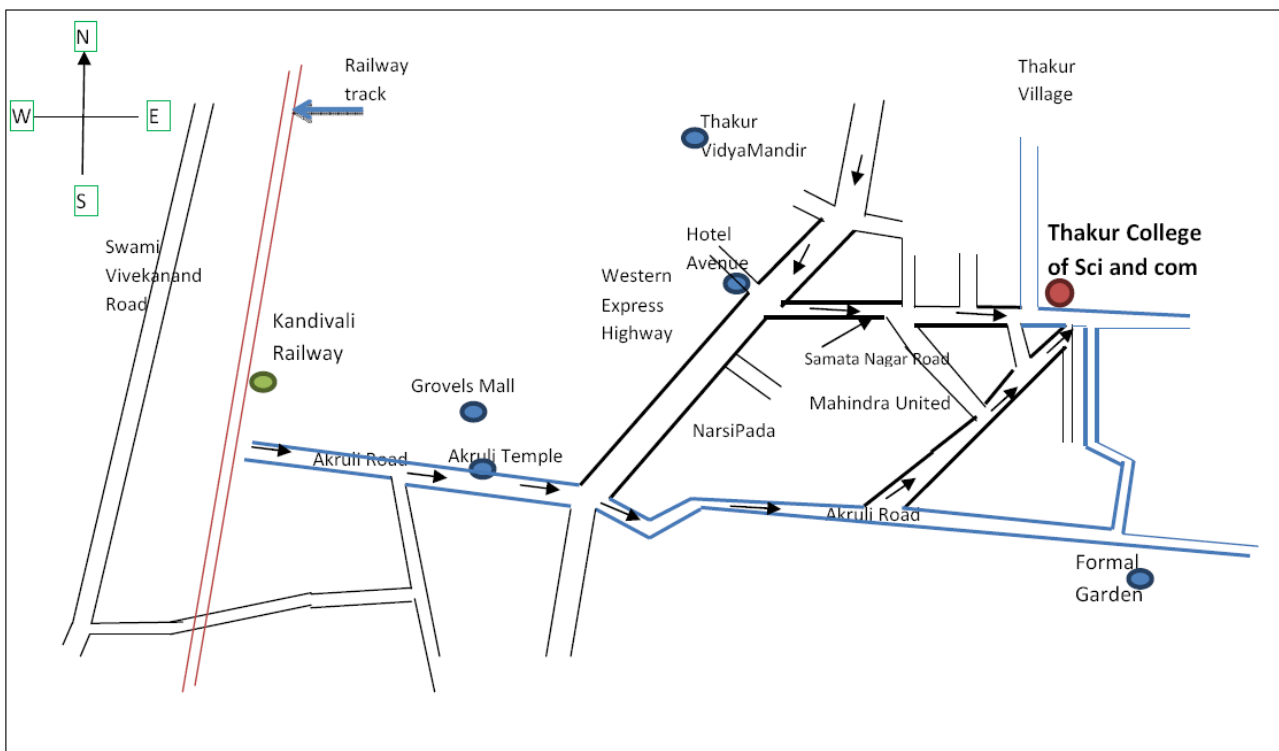 N
W
E
S
Railway
track
Thakur
Village
Thakur
VidyaMandir
Swami
Vivekanand
Road
Hotel
Avenue
Thakur College
of Sci and com
Western
Express
Highway
Kandivali
Railway
Samata Nagar Road
Grovels Mall
Mahindra United
NarsiPada
Akruli Road
Akruli Temple
Akruli Road
Formal
Garden